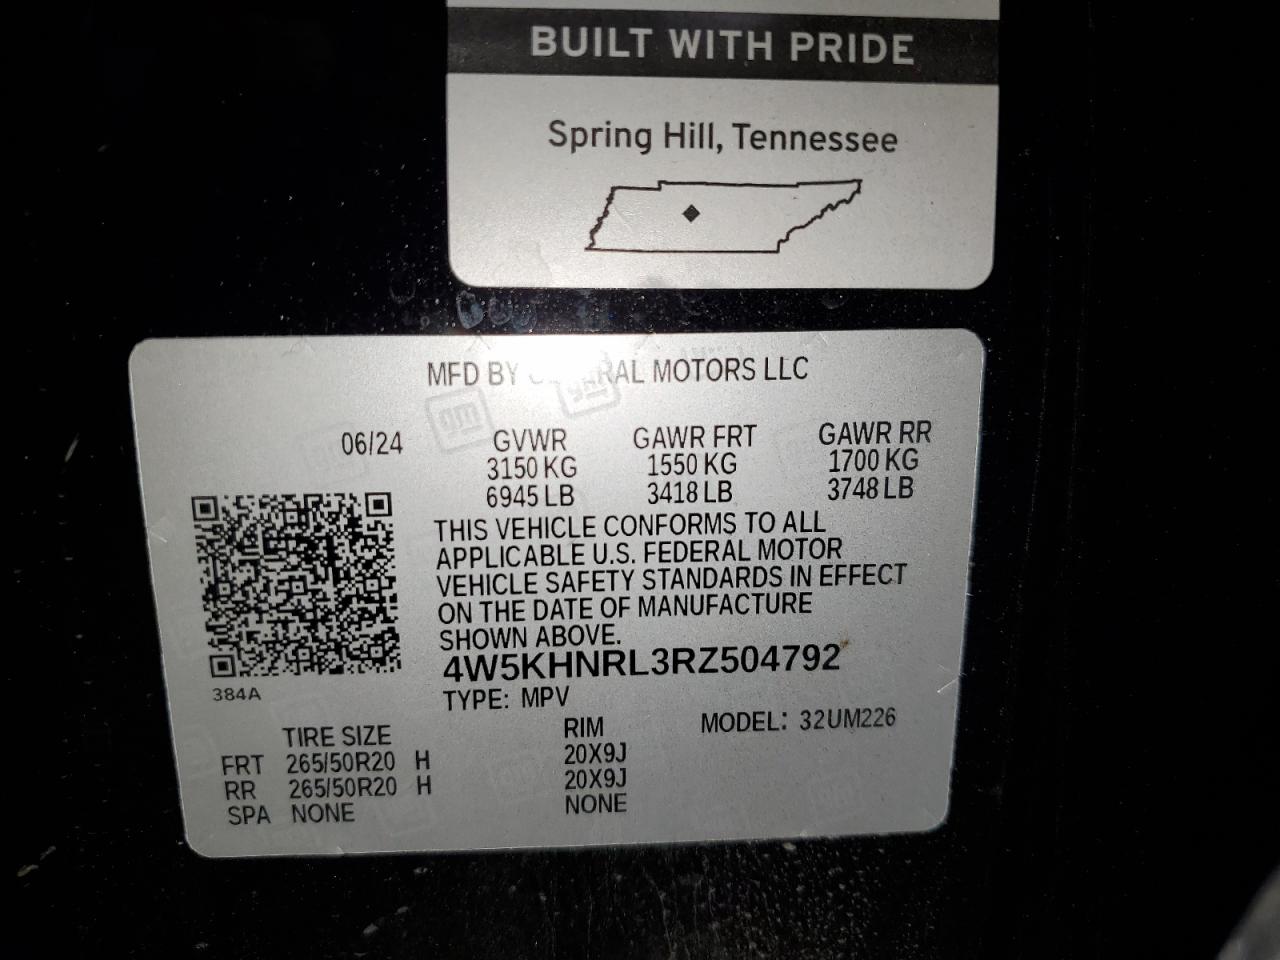 BUILT WITH PRIDE
Spring Hill, Tennessee
MFD BY GENERAL MOTORS LLC
06/24 GVWR GAWR FRT GAWR RR
3150 KG 1550 KG 1700 KG
6945 LB 3418 LB 3748 LB
THIS VEHICLE CONFORMS TO ALL
APPLICABLE U.S. FEDERAL MOTOR
VEHICLE SAFETY STANDARDS IN EFFECT
ON THE DATE OF MANUFACTURE
SHOWN ABOVE.
4W5KHNRL3RZ504792
384A
TYPE: MPV
TIRE SIZE RIM MODEL: 32UM226
FRT 265/50R20 H 20X9J
RR 265/50R20 H 20X9J
SPA NONE NONE